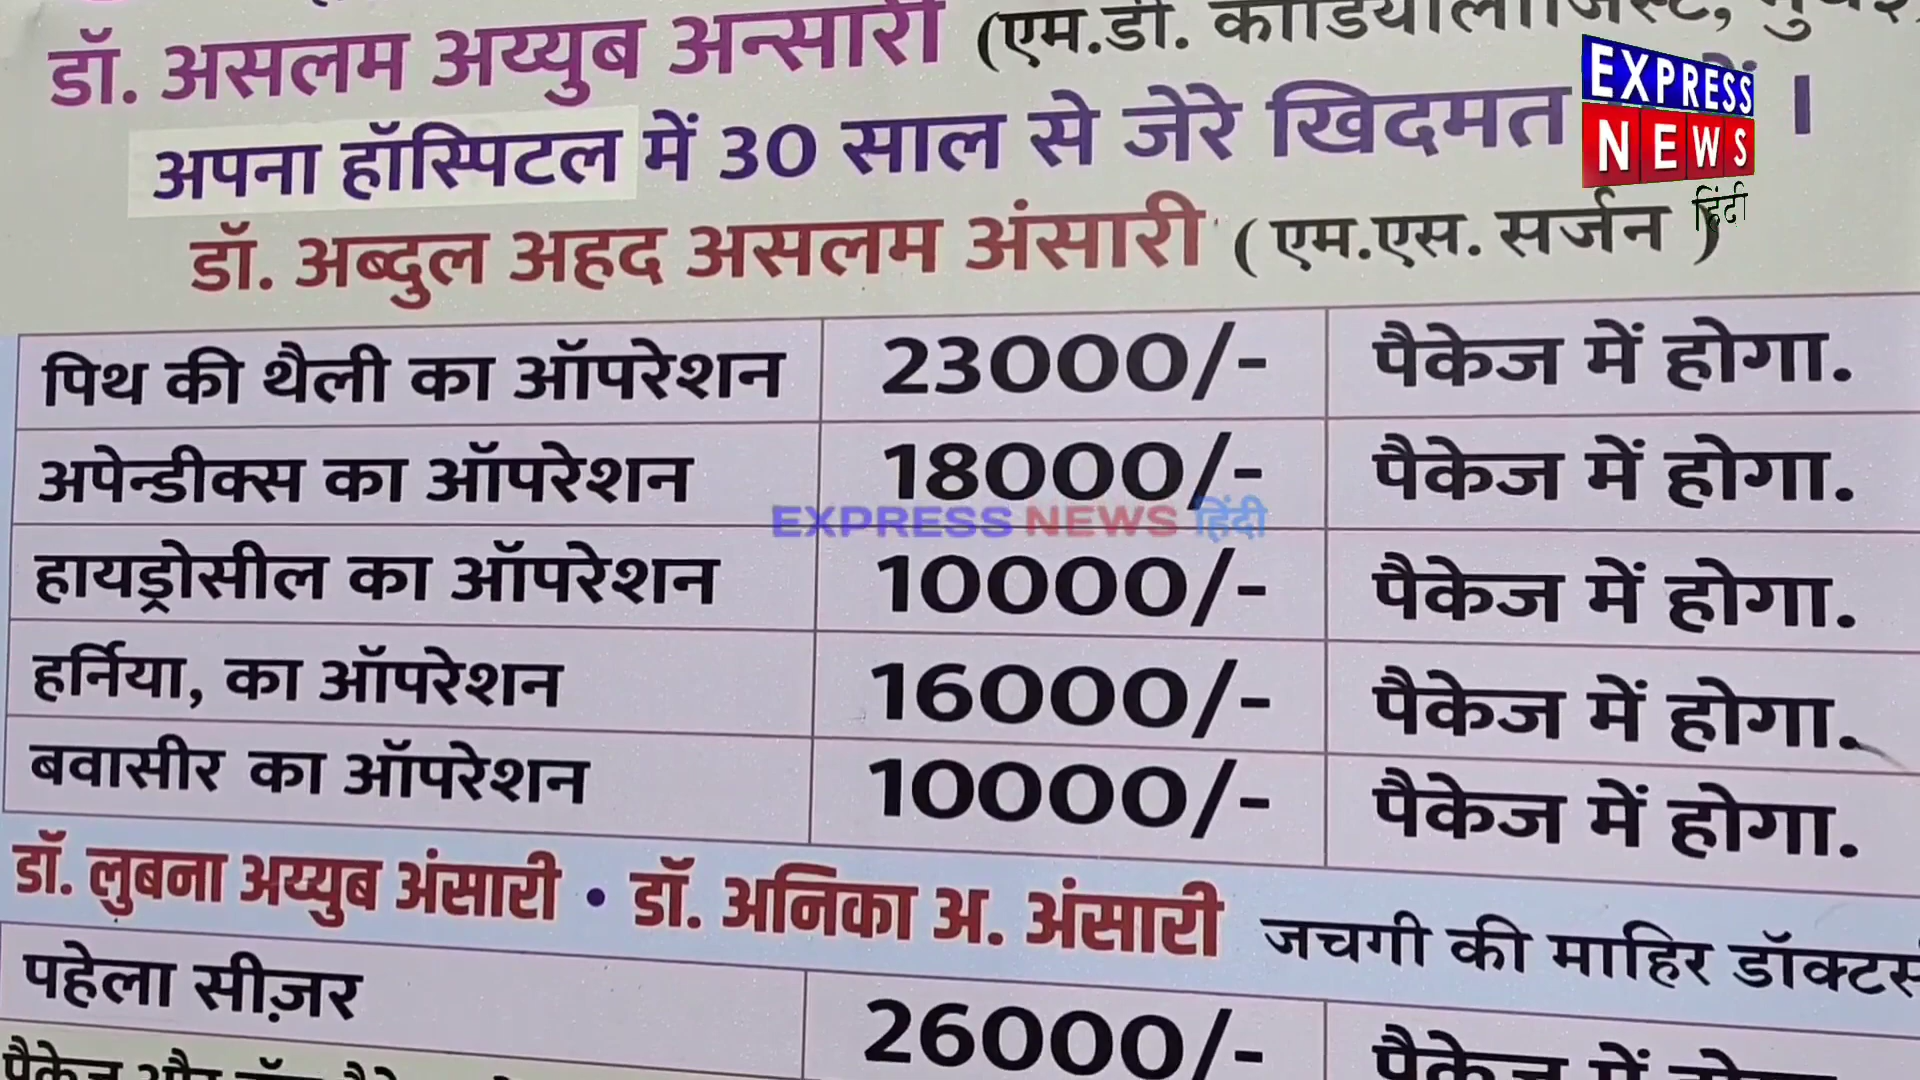 डॉ. असलम अय्युब अन्सारी (एम.डी. कार्डियोलॉजिस्ट,
अपना हॉस्पिटल में 30 साल से जेरे खिदमत में ।
EXPRESS
NEWS
हिंदी
डॉ. अब्दुल अहद असलम अंसारी ( एम.एस. सर्जन )
पिथ की थैली का ऑपरेशन 23000/- पैकेज में होगा.
अपेन्डीक्स का ऑपरेशन 18000/- पैकेज में होगा.
EXPRESS NEWS हिंदी
हायड्रोसील का ऑपरेशन 10000/- पैकेज में होगा.
हर्निया, का ऑपरेशन 16000/- पैकेज में होगा.
बवासीर का ऑपरेशन 10000/- पैकेज में होगा.
डॉ. लुबना अय्युब अंसारी • डॉ. अनिका अ. अंसारी जचगी की माहिर डॉक्टर्स
पहेला सीज़र 26000/- पैकेज में होगा
पैकेज और